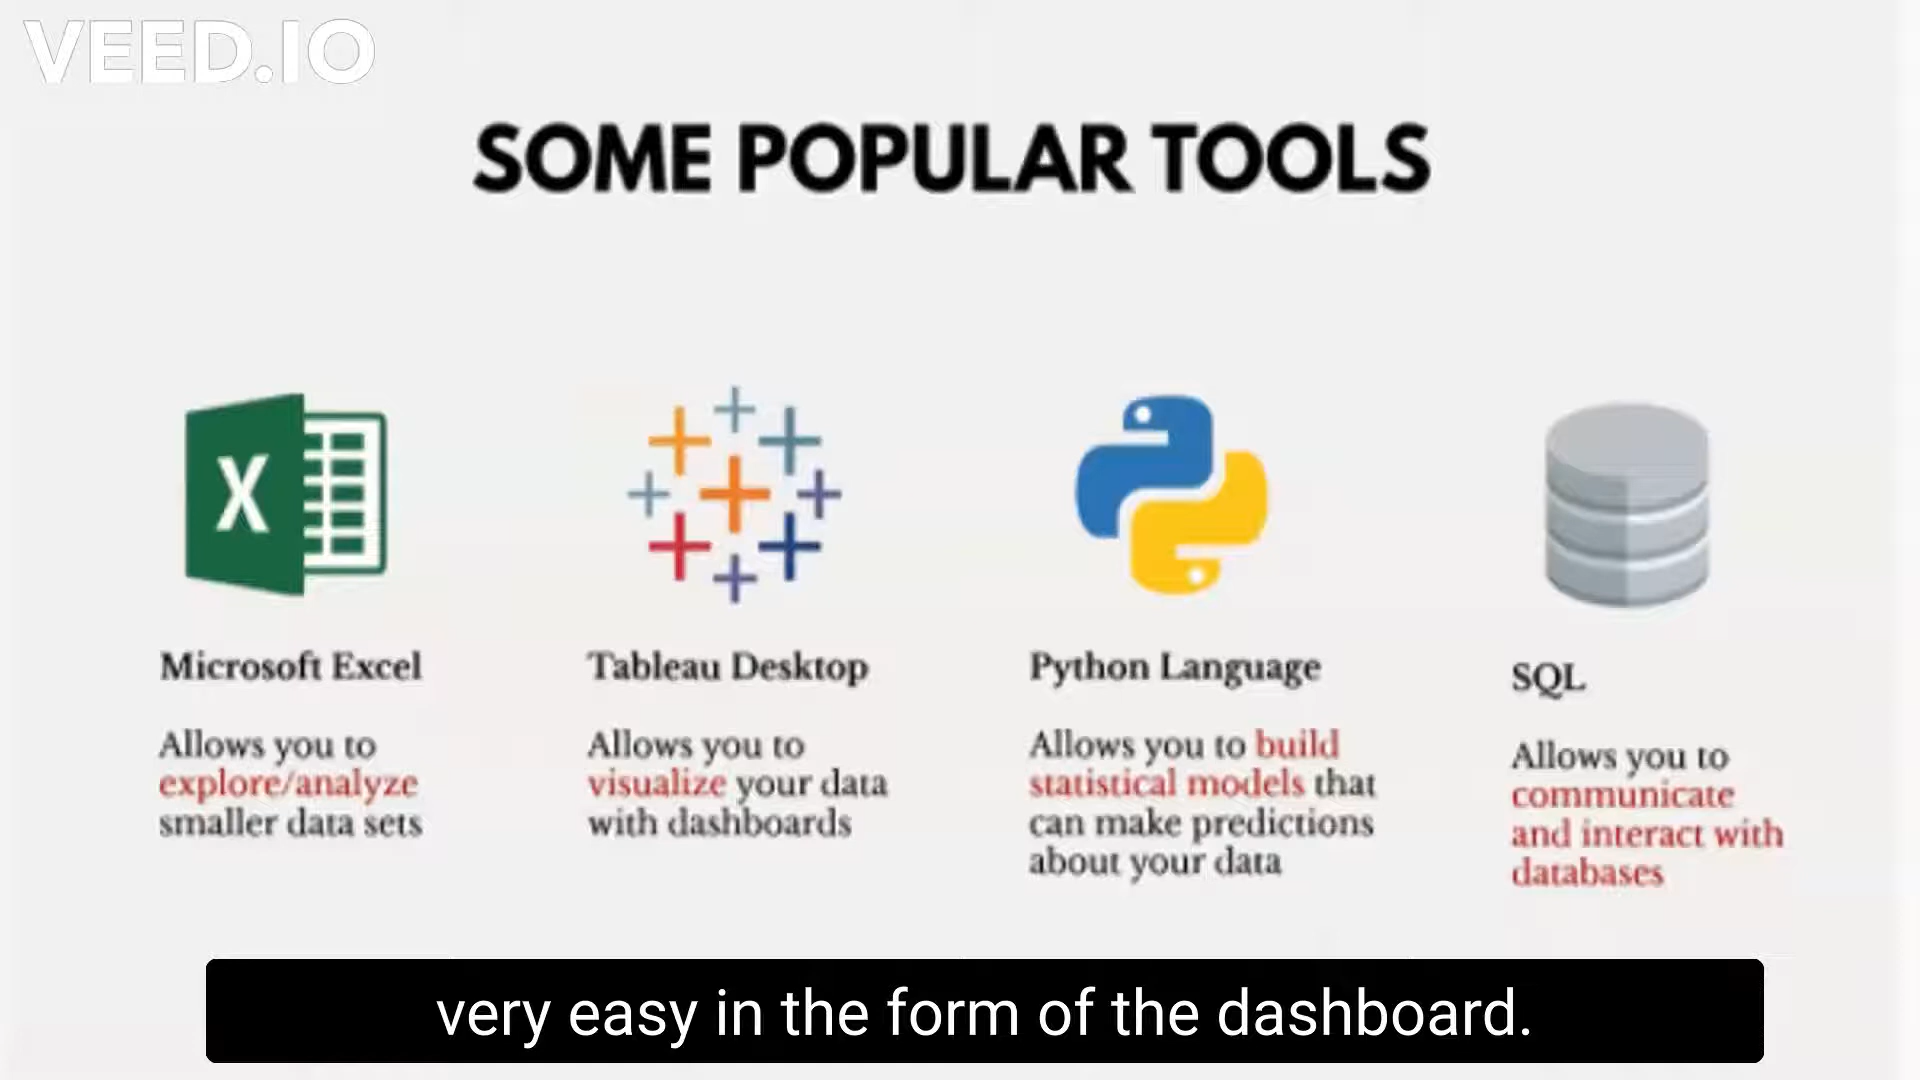 VEED.IO
SOME POPULAR TOOLS
X
Microsoft Excel
Allows you to
explore/analyze
smaller data sets
Tableau Desktop
Allows you to
visualize your data
with dashboards
Python Language
Allows you to build
statistical models that
can make predictions
about your data
SQL
Allows you to
communicate
and interact with
databases
very easy in the form of the dashboard.